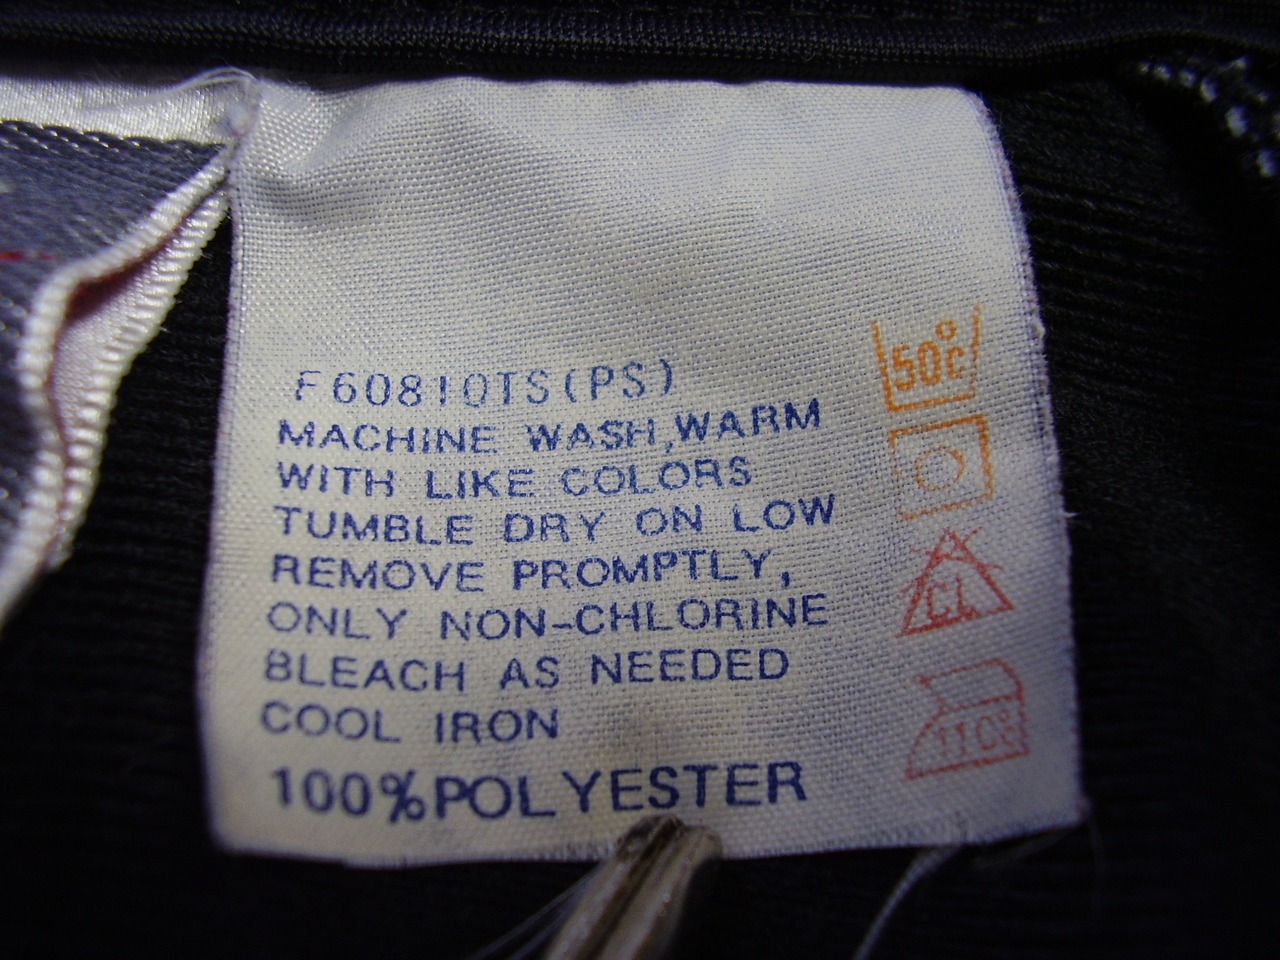 F60810TS(PS)
MACHINE WASH,WARM
WITH LIKE COLORS
TUMBLE DRY ON LOW
REMOVE PROMPTLY,
ONLY NON-CHLORINE
BLEACH AS NEEDED
COOL IRON
100%POLYESTER
50°C
CL
110°